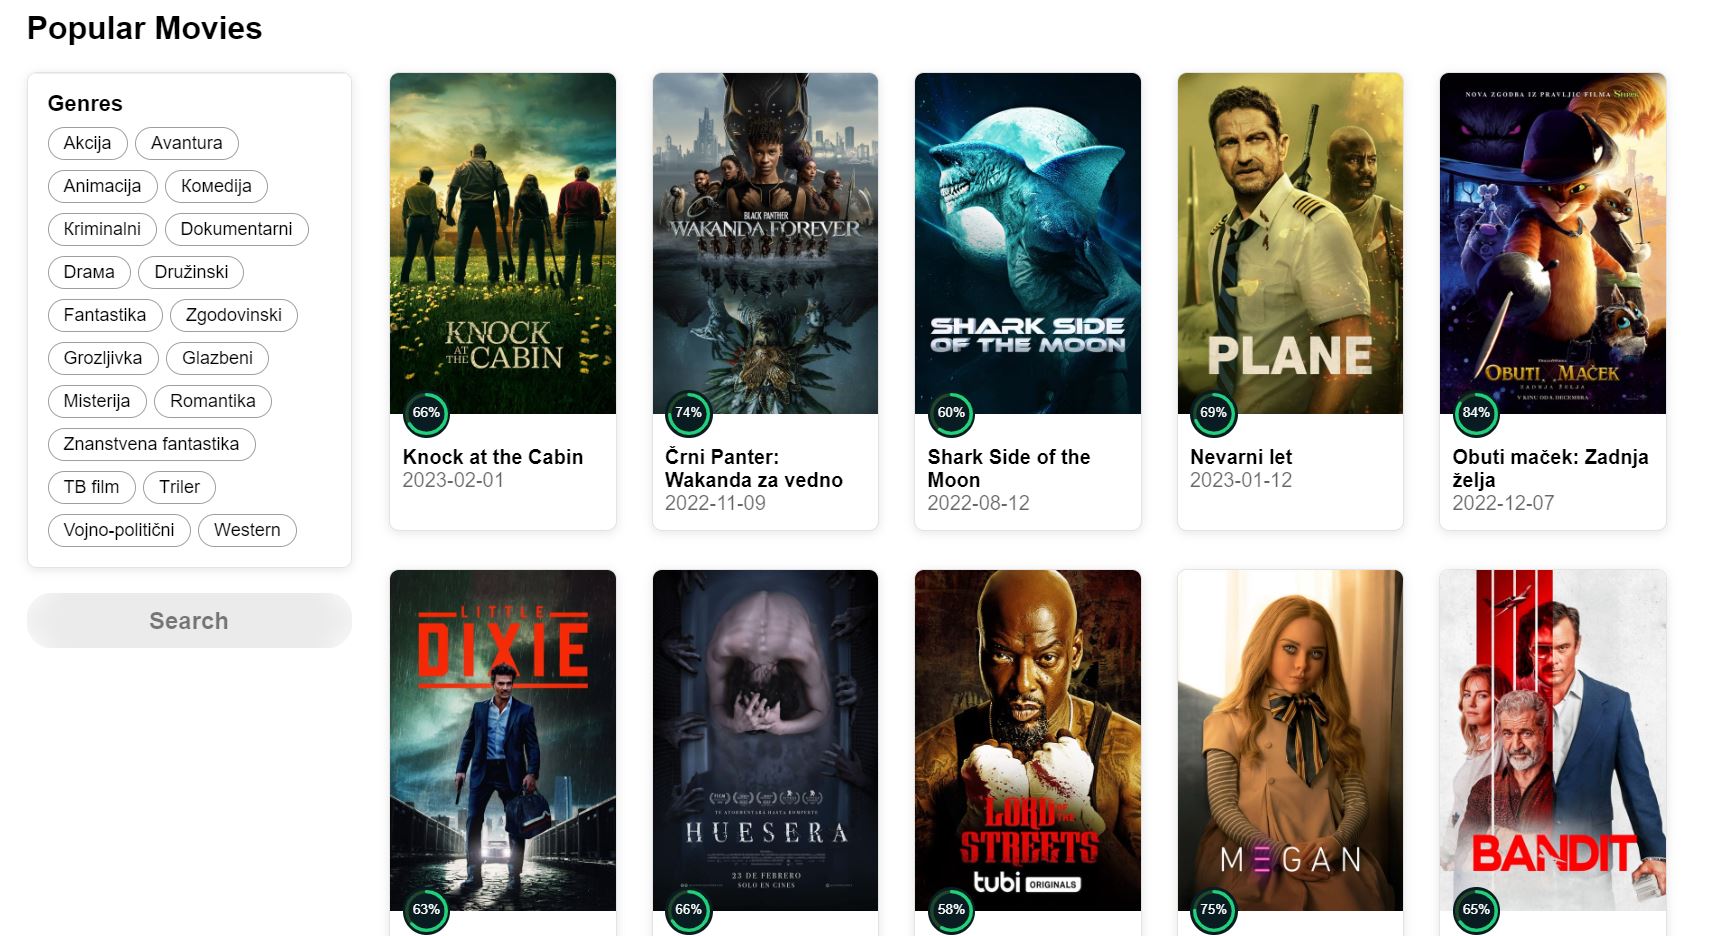 Popular Movies
Genres
Akcija
Avantura
Animacija
Комedija
Kriminalni
Dokumentarni
Drама
Družinski
Fantastika
Zgodovinski
Grozljivka
Glazbeni
Misterija
Romantika
Znanstvena fantastika
TB film
Triler
Vojno-politični
Western
Search
KNOCK
AT THE CABIN
66%
Knock at the Cabin
2023-02-01
BLACK PANTHER
WAKANDA FOREVER
74%
Črni Panter:
Wakanda za vedno
2022-11-09
SHARK SIDE
OF THE MOON
60%
Shark Side of the
Moon
2022-08-12
PLANE
69%
Nevarni let
2023-01-12
NOVA ZGODBA IZ PRAVLJIC FILMA SHREK
OBUTI MAČEK
ZADNJA ŽELJA
V KINU OD 8. DECEMBRA
84%
Obuti maček: Zadnja
želja
2022-12-07
LITTLE
DIXIE
63%
TE ATORMENTARÁ HASTA ROMPERTE
HUESERA
23 DE FEBRERO
SOLO EN CINES
66%
LORD OF THE
STREETS
tubi ORIGINALS
58%
M3GAN
75%
BANDIT
65%